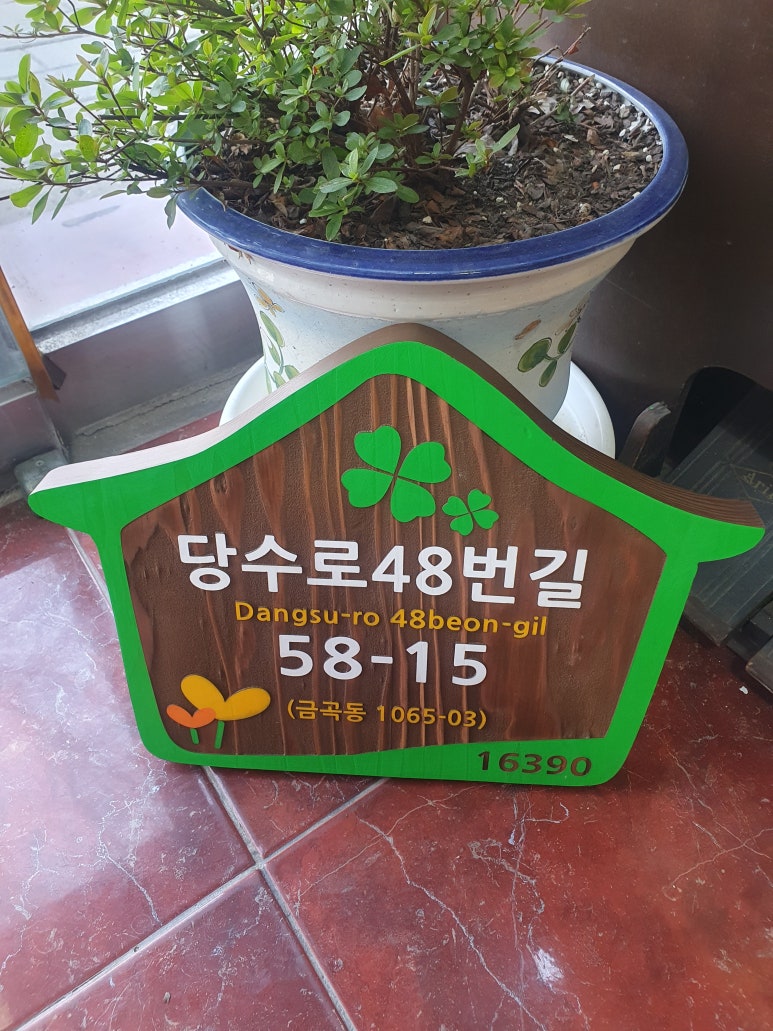 당수로48번길
Dangsu-ro 48beon-gil
58-15
(금곡동 1065-03)
16390